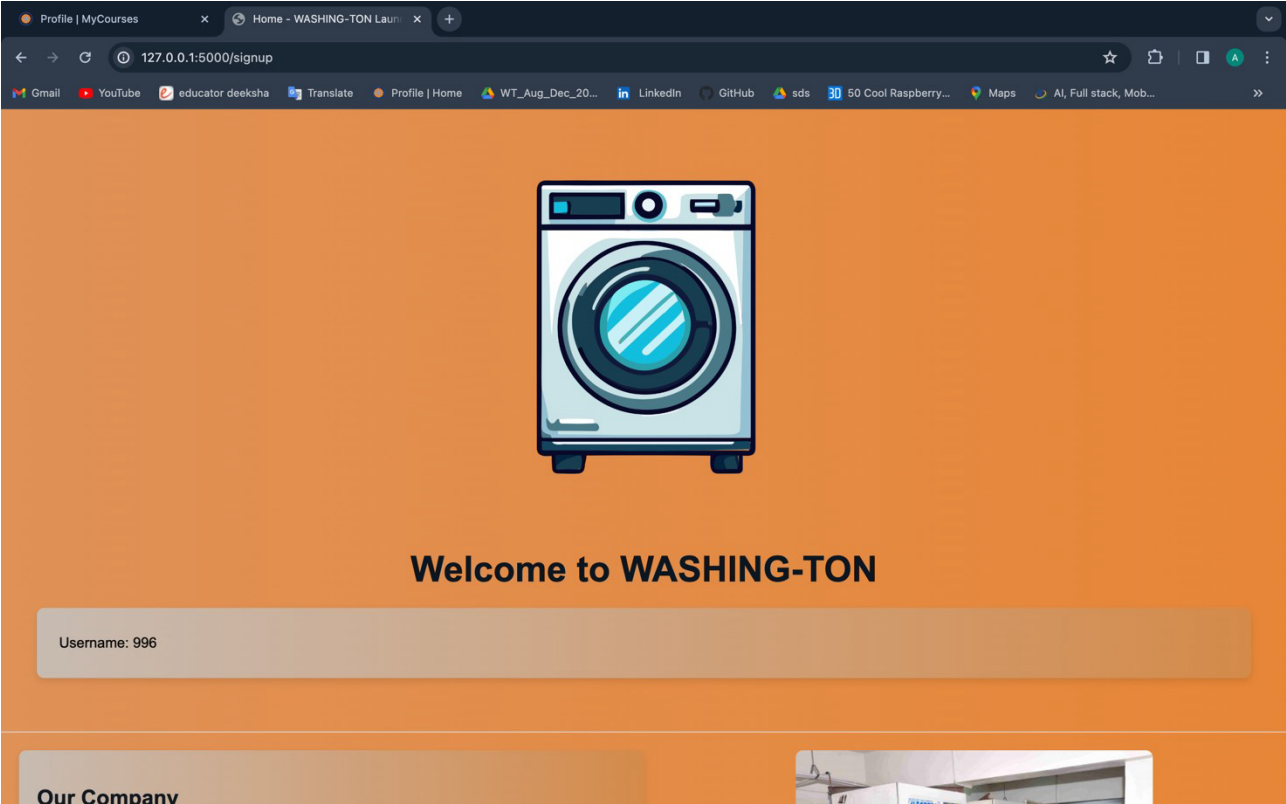 Profile | MyCourses
Home - WASHING-TON Laun
127.0.0.1:5000/signup
A
Gmail YouTube educator deeksha Translate Profile | Home WT_Aug_Dec_20... LinkedIn GitHub sds 50 Cool Raspberry... Maps AI, Full stack, Mob... »
Welcome to WASHING-TON
Username: 996
Our Company